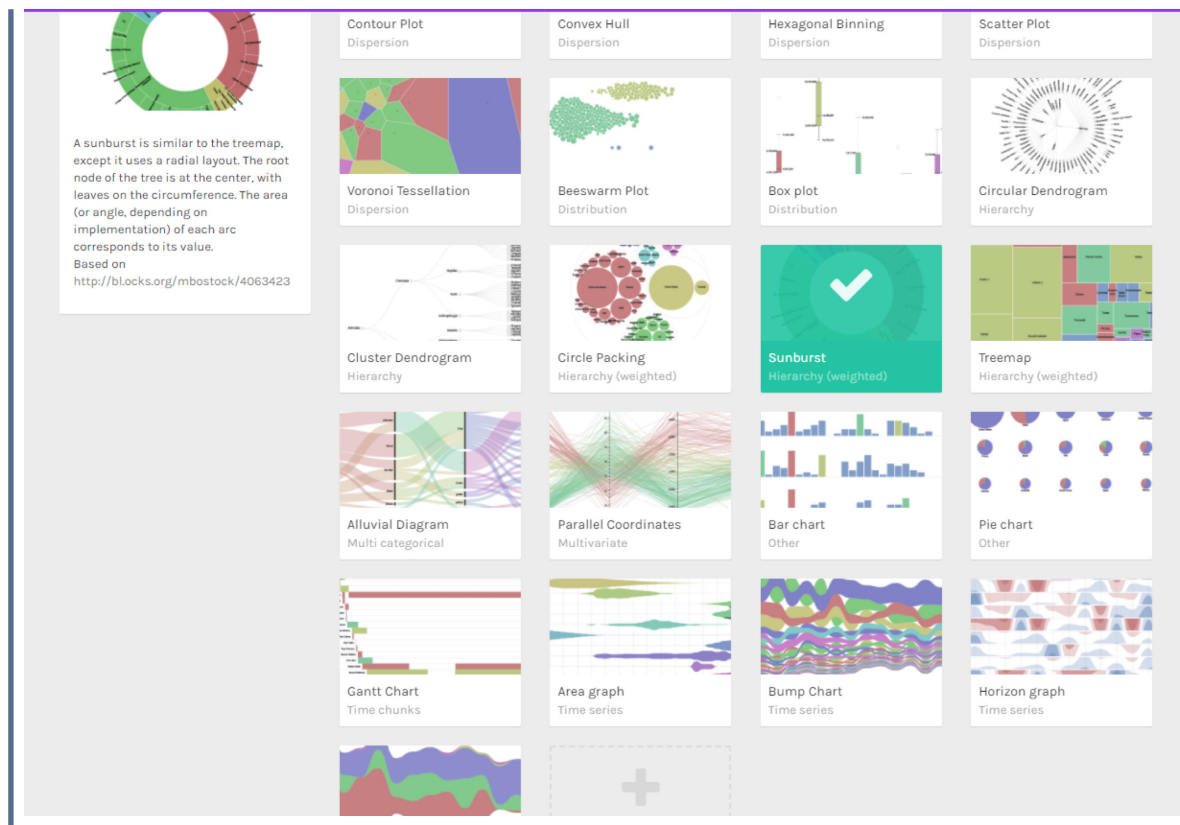 Contour Plot
Dispersion
Convex Hull
Dispersion
Hexagonal Binning
Dispersion
Scatter Plot
Dispersion
A sunburst is similar to the treemap,
except it uses a radial layout. The root
node of the tree is at the center, with
leaves on the circumference. The area
(or angle, depending on
implementation) of each arc
corresponds to its value.
Based on
http://bl.ocks.org/mbostock/4063423
Voronoi Tessellation
Dispersion
Beeswarm Plot
Distribution
Box plot
Distribution
Circular Dendrogram
Hierarchy
Cluster Dendrogram
Hierarchy
Circle Packing
Hierarchy (weighted)
Sunburst
Hierarchy (weighted)
Treemap
Hierarchy (weighted)
Alluvial Diagram
Multi categorical
Parallel Coordinates
Multivariate
Bar chart
Other
Pie chart
Other
Gantt Chart
Time chunks
Area graph
Time series
Bump Chart
Time series
Horizon graph
Time series